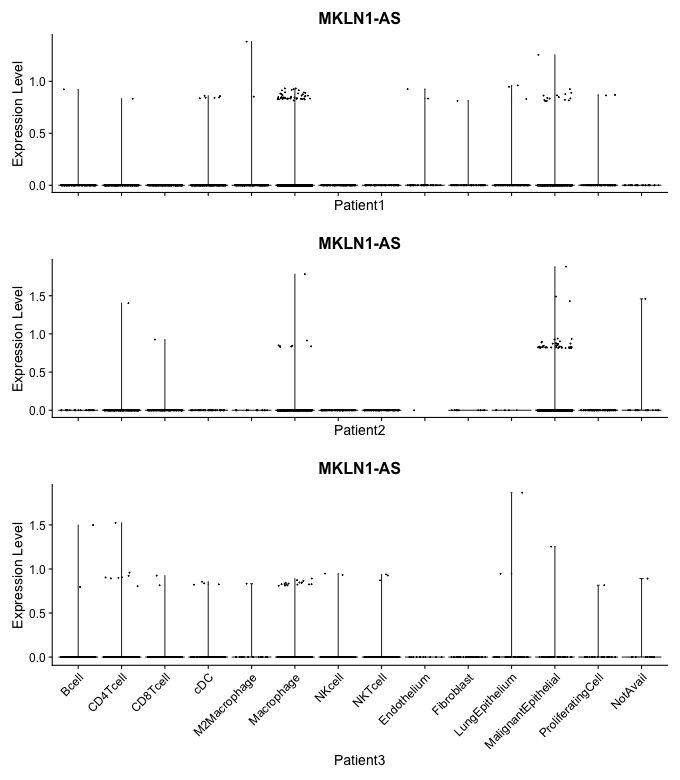 MKLN1-AS
Expression Level
1.0
0.5
0.0
Patient1
MKLN1-AS
Expression Level
1.5
1.0
0.5
0.0
Patient2
MKLN1-AS
Expression Level
1.5
1.0
0.5
0.0
Bcell
CD4Tcell
CD8Tcell
cDC
M2Macrophage
Macrophage
NKcell
NKTcell
Endothelium
Fibroblast
LungEpithelium
MalignantEpithelial
ProliferatingCell
NotAvail
Patient3